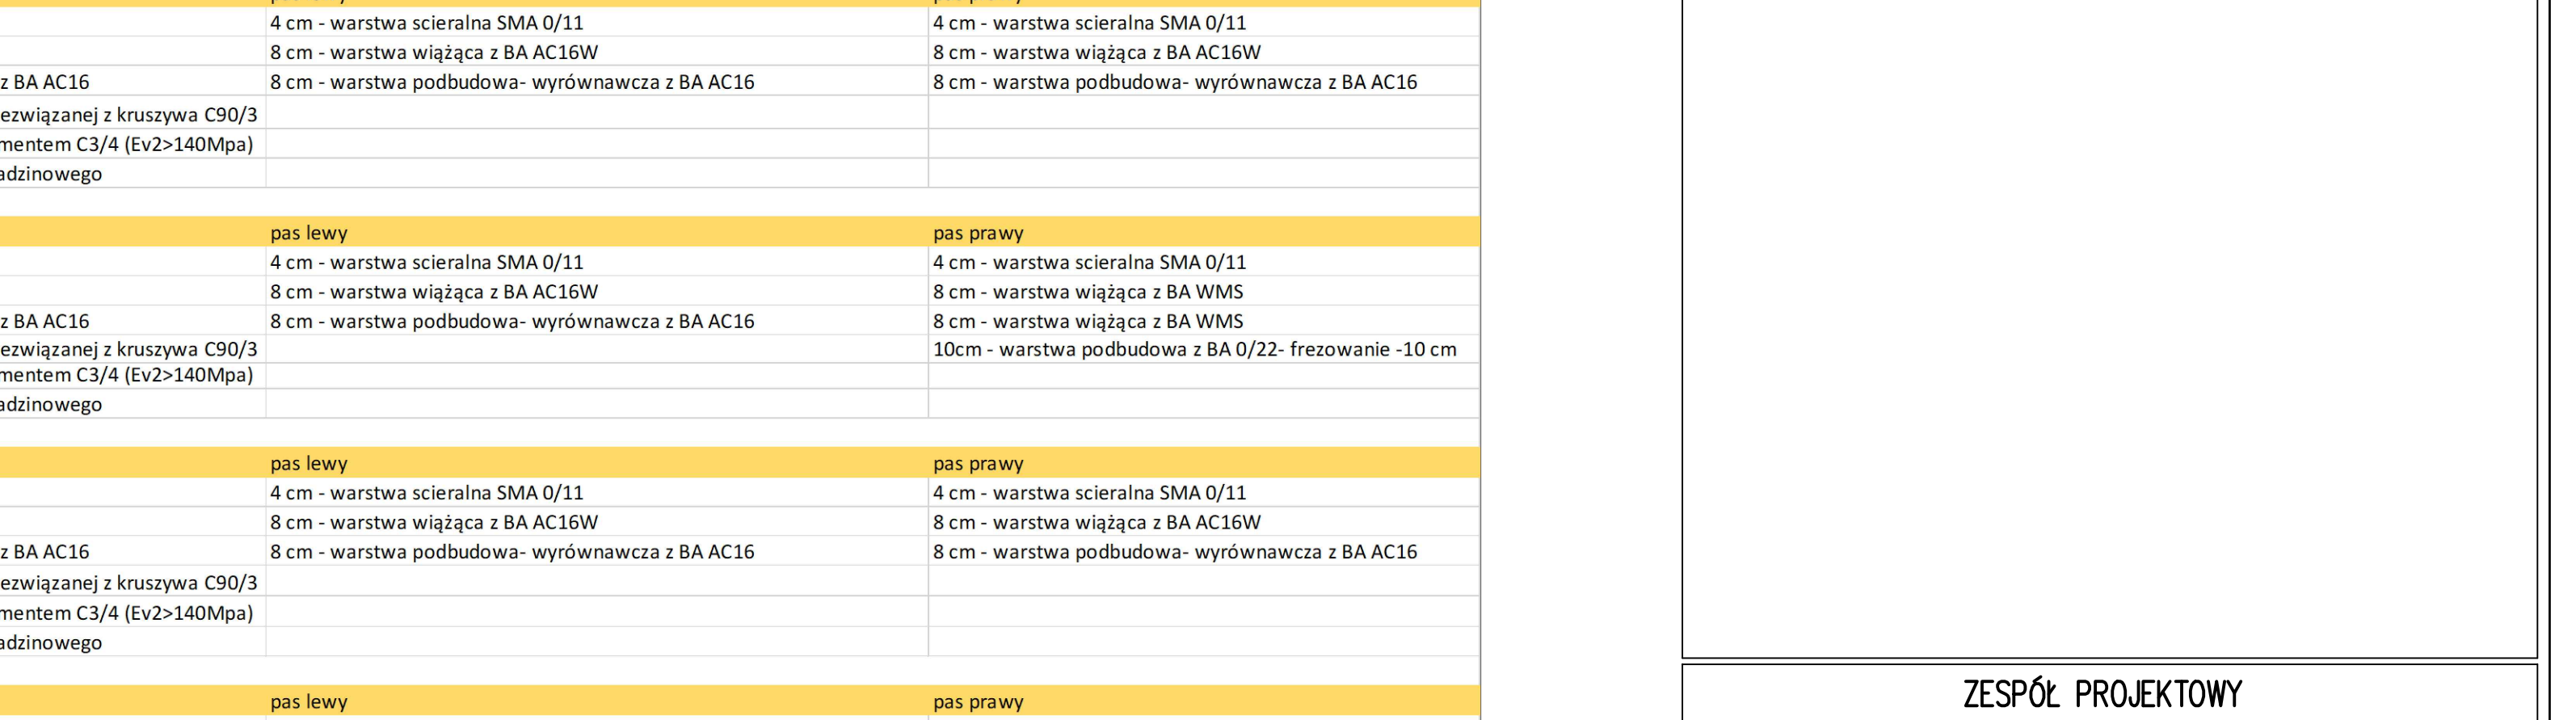 4 cm - warstwa scieralna SMA 0/11 4 cm - warstwa scieralna SMA 0/11
8 cm - warstwa wiążąca z BA AC16W 8 cm - warstwa wiążąca z BA AC16W
z BA AC16 8 cm - warstwa podbudowa- wyrównawcza z BA AC16 8 cm - warstwa podbudowa- wyrównawcza z BA AC16
ezwiązanej z kruszywa C90/3
mentem C3/4 (Ev2>140Mpa)
adzinowego
pas lewy pas prawy
4 cm - warstwa scieralna SMA 0/11 4 cm - warstwa scieralna SMA 0/11
8 cm - warstwa wiążąca z BA AC16W 8 cm - warstwa wiążąca z BA WMS
z BA AC16 8 cm - warstwa podbudowa- wyrównawcza z BA AC16 8 cm - warstwa wiążąca z BA WMS
ezwiązanej z kruszywa C90/3 10cm - warstwa podbudowa z BA 0/22- frezowanie -10 cm
mentem C3/4 (Ev2>140Mpa)
adzinowego
pas lewy pas prawy
4 cm - warstwa scieralna SMA 0/11 4 cm - warstwa scieralna SMA 0/11
8 cm - warstwa wiążąca z BA AC16W 8 cm - warstwa wiążąca z BA AC16W
z BA AC16 8 cm - warstwa podbudowa- wyrównawcza z BA AC16 8 cm - warstwa podbudowa- wyrównawcza z BA AC16
ezwiązanej z kruszywa C90/3
mentem C3/4 (Ev2>140Mpa)
adzinowego
pas lewy pas prawy
ZESPÓŁ PROJEKTOWY